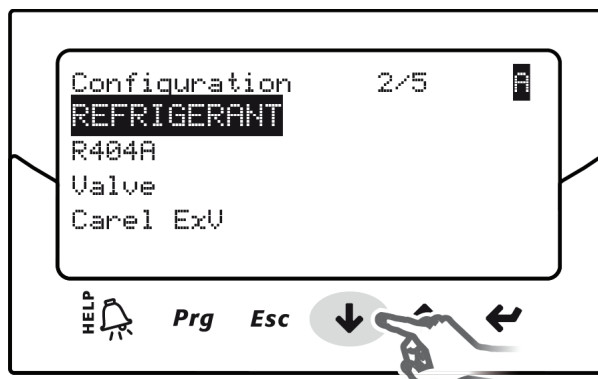 Configuration 2/5 A
REFRIGERANT
R404A
Valve
Carel ExV
HELP Prg Esc